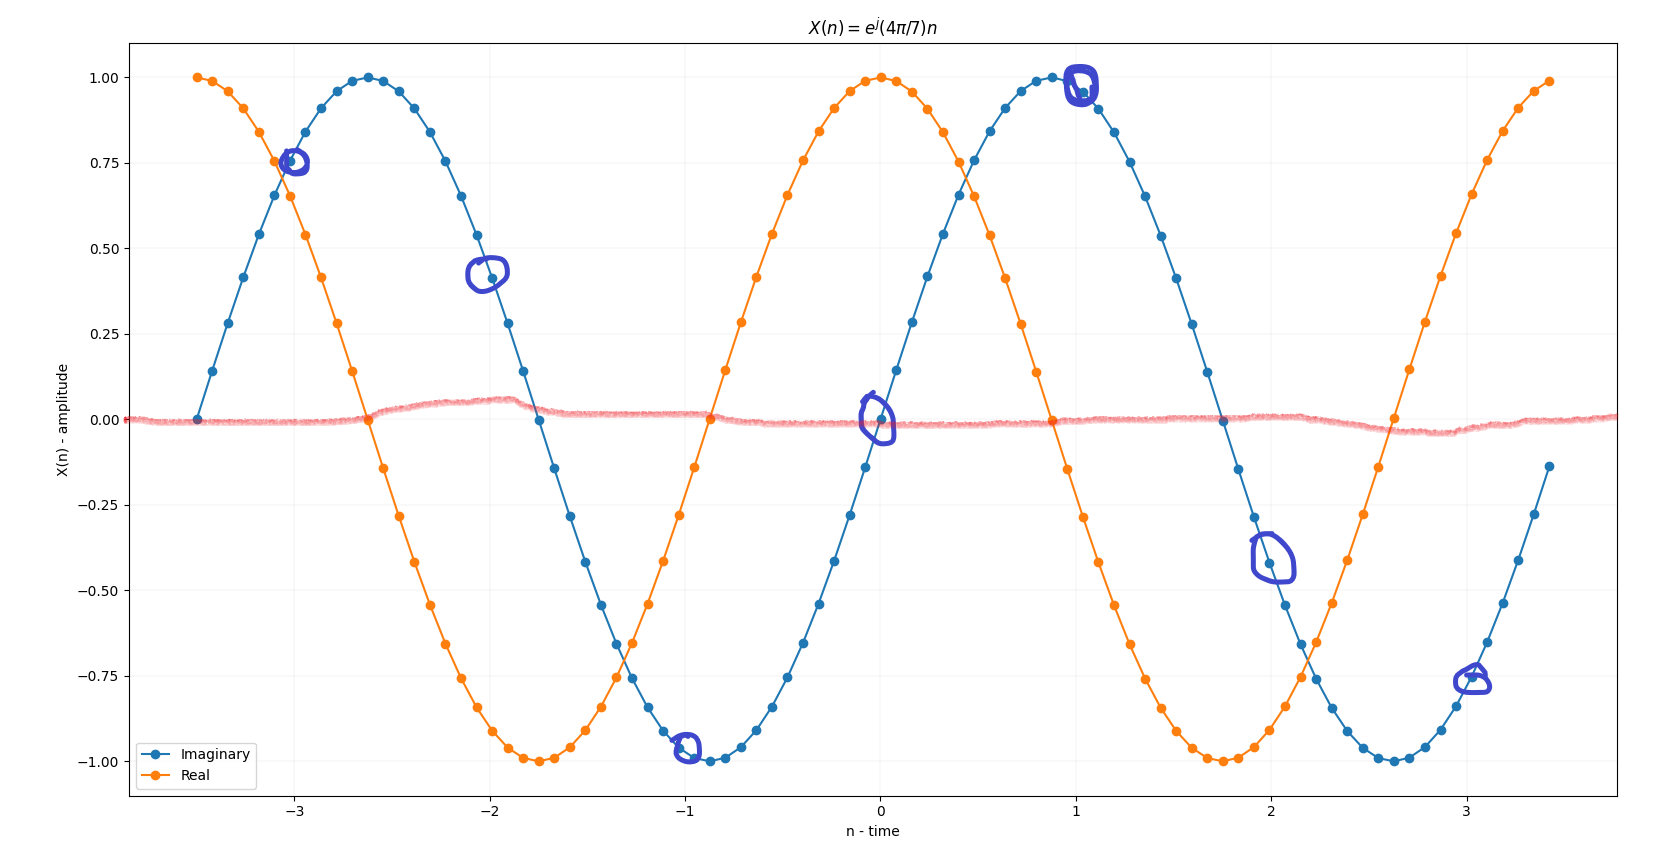 X(n) = e^j(4π/7)n
1.00
0.75
0.50
0.25
0.00
−0.25
−0.50
−0.75
−1.00
X(n) - amplitude
Imaginary
Real
−3 −2 −1 0 1 2 3
n - time